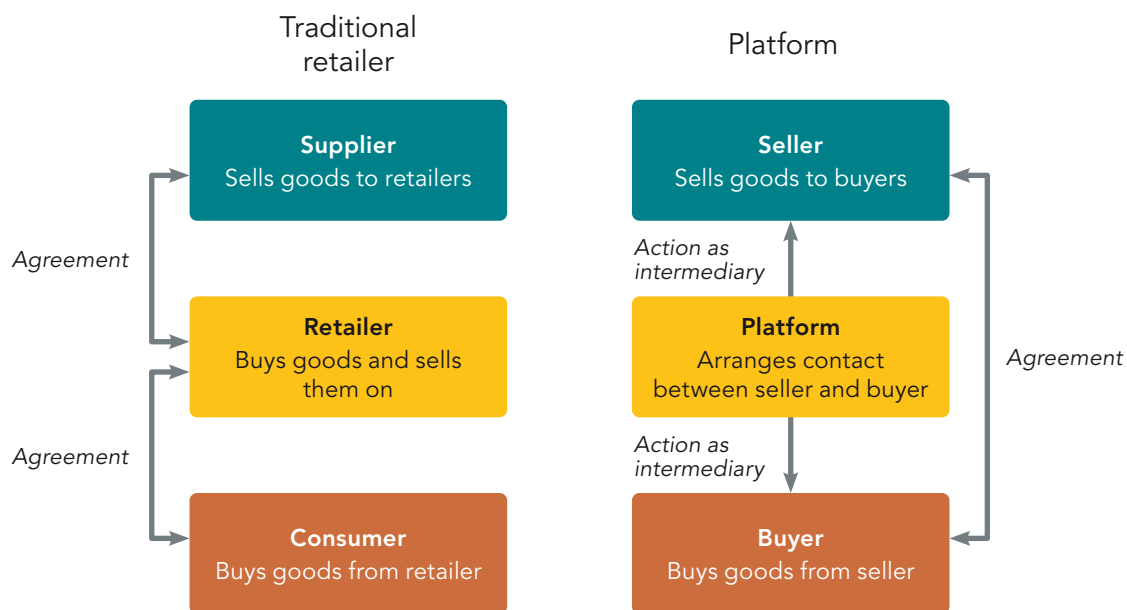 Traditional
retailer
Supplier
Sells goods to retailers
Agreement
Retailer
Buys goods and sells
them on
Agreement
Consumer
Buys goods from retailer
Platform
Seller
Sells goods to buyers
Action as
intermediary
Platform
Arranges contact
between seller and buyer
Agreement
Action as
intermediary
Buyer
Buys goods from seller